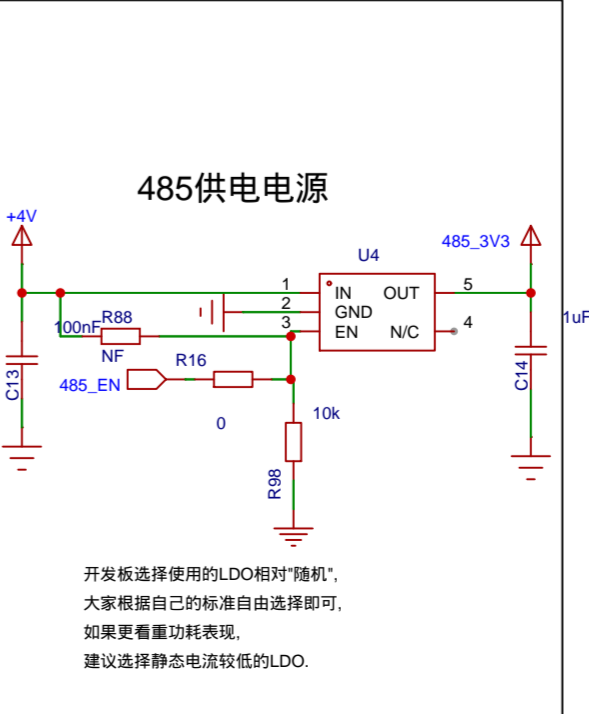 485供电电源
+4V
485_3V3
U4
1
2
3
IN
GND
EN
OUT
N/C
5
4
100nF
R88
NF
C13
485_EN
R16
0
10k
R98
1uF
C14
开发板选择使用的LDO相对"随机",
大家根据自己的标准自由选择即可,
如果更看重功耗表现,
建议选择静态电流较低的LDO.